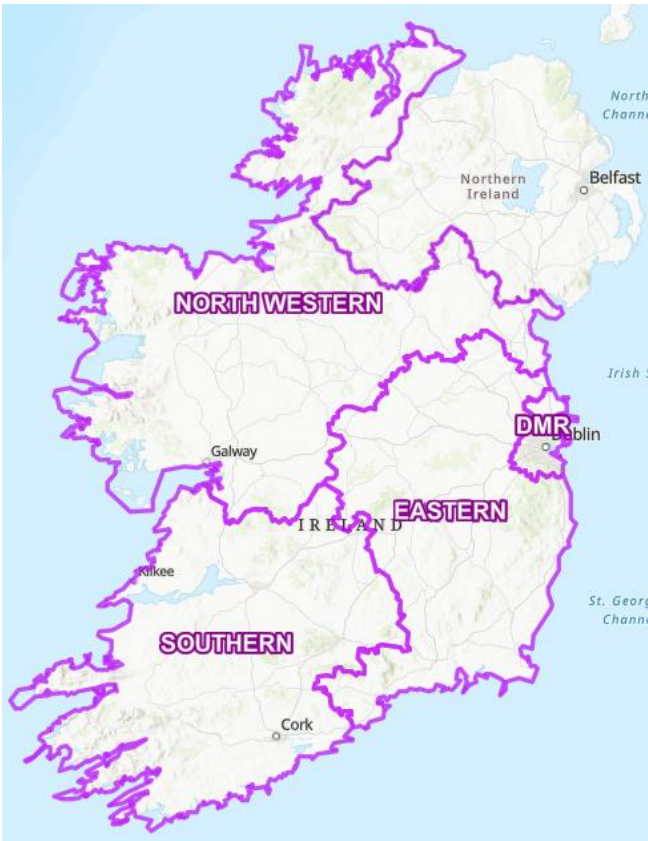 North
Channe
Northern
Ireland
Belfast
NORTH WESTERN
Irish S
DMR
Dublin
Galway
EASTERN
IRELAND
Kilkee
St. Georg
Channe
SOUTHERN
Cork